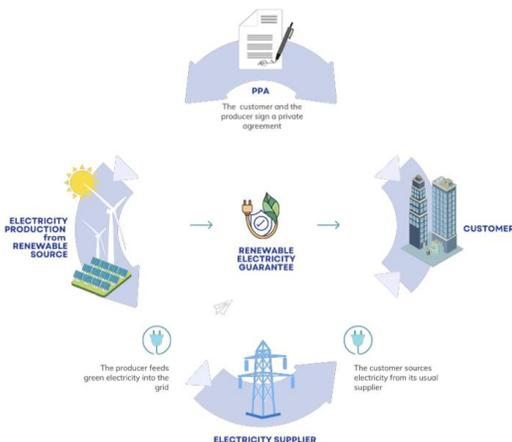 PPA
The customer and the
producer sign a private
agreement
ELECTRICITY
PRODUCTION
from
RENEWABLE
SOURCE
RENEWABLE
ELECTRICITY
GUARANTEE
CUSTOMER
The producer feeds
green electricity into the
grid
The customer sources
electricity from its usual
supplier
ELECTRICITY SUPPLIER